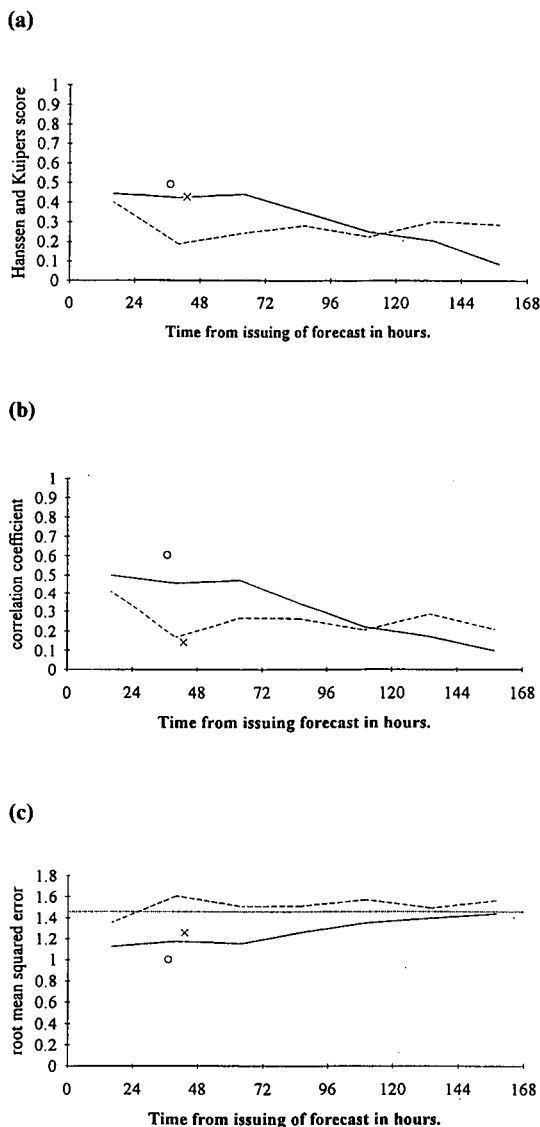 (a)
Hanssen and Kuipers score
1
0.9
0.8
0.7
0.6
0.5
0.4
0.3
0.2
0.1
0
0 24 48 72 96 120 144 168
Time from issuing of forecast in hours.
(b)
correlation coefficient
1
0.9
0.8
0.7
0.6
0.5
0.4
0.3
0.2
0.1
0
0 24 48 72 96 120 144 168
Time from issuing forecast in hours.
(c)
root mean squared error
1.8
1.6
1.4
1.2
1
0.8
0.6
0.4
0.2
0
0 24 48 72 96 120 144 168
Time from issuing of forecast in hours.